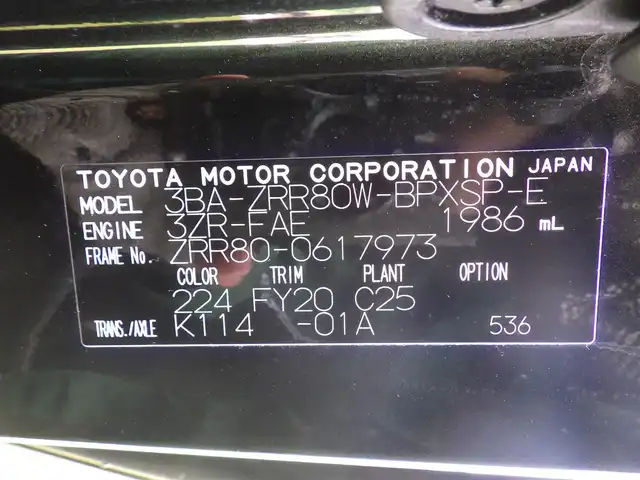 TOYOTA MOTOR CORPORATION JAPAN
MODEL 3BA-ZRR80W-BPXSP-E
ENGINE 3ZR-FAE 1986 mL
FRAME No. ZRR80-0617973
COLOR TRIM PLANT OPTION
224 FY20 C25
TRANS./AXLE K114 -01A 536